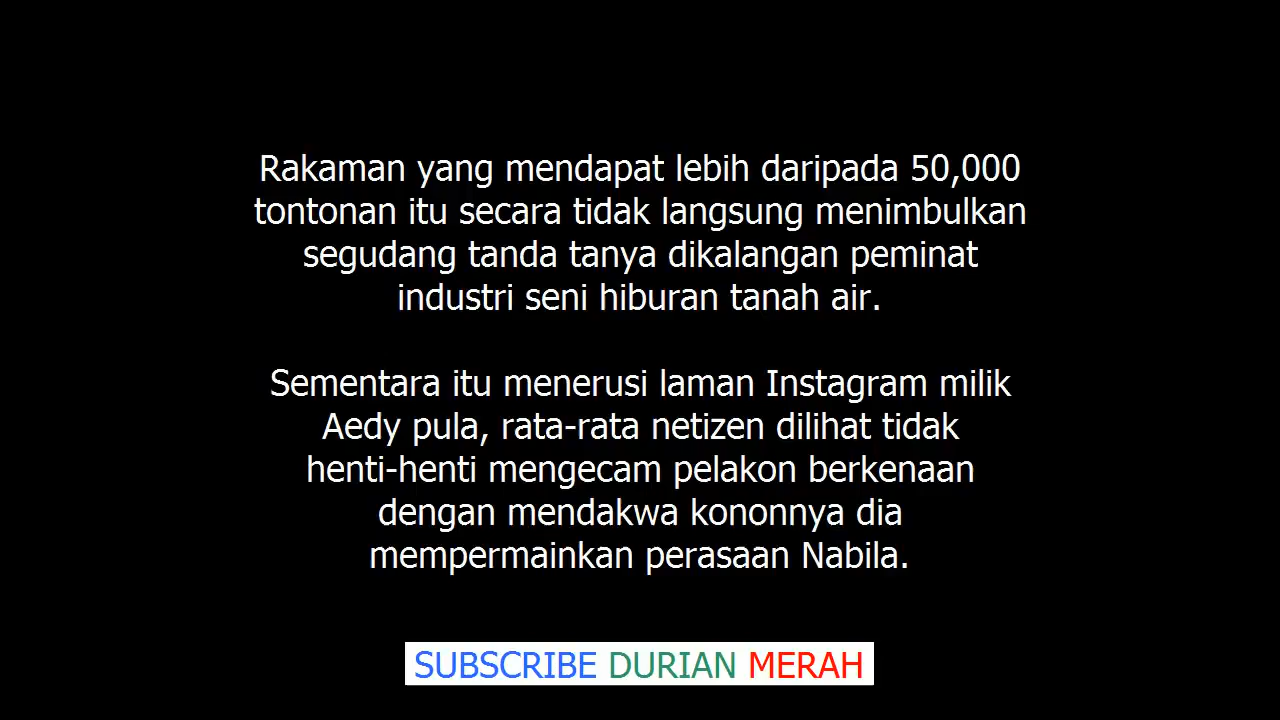 Rakaman yang mendapat lebih daripada 50,000
tontonan itu secara tidak langsung menimbulkan
segudang tanda tanya dikalangan peminat
industri seni hiburan tanah air.
Sementara itu menerusi laman Instagram milik
Aedy pula, rata-rata netizen dilihat tidak
henti-henti mengecam pelakon berkenaan
dengan mendakwa kononnya dia
mempermainkan perasaan Nabila.
SUBSCRIBE DURIAN MERAH